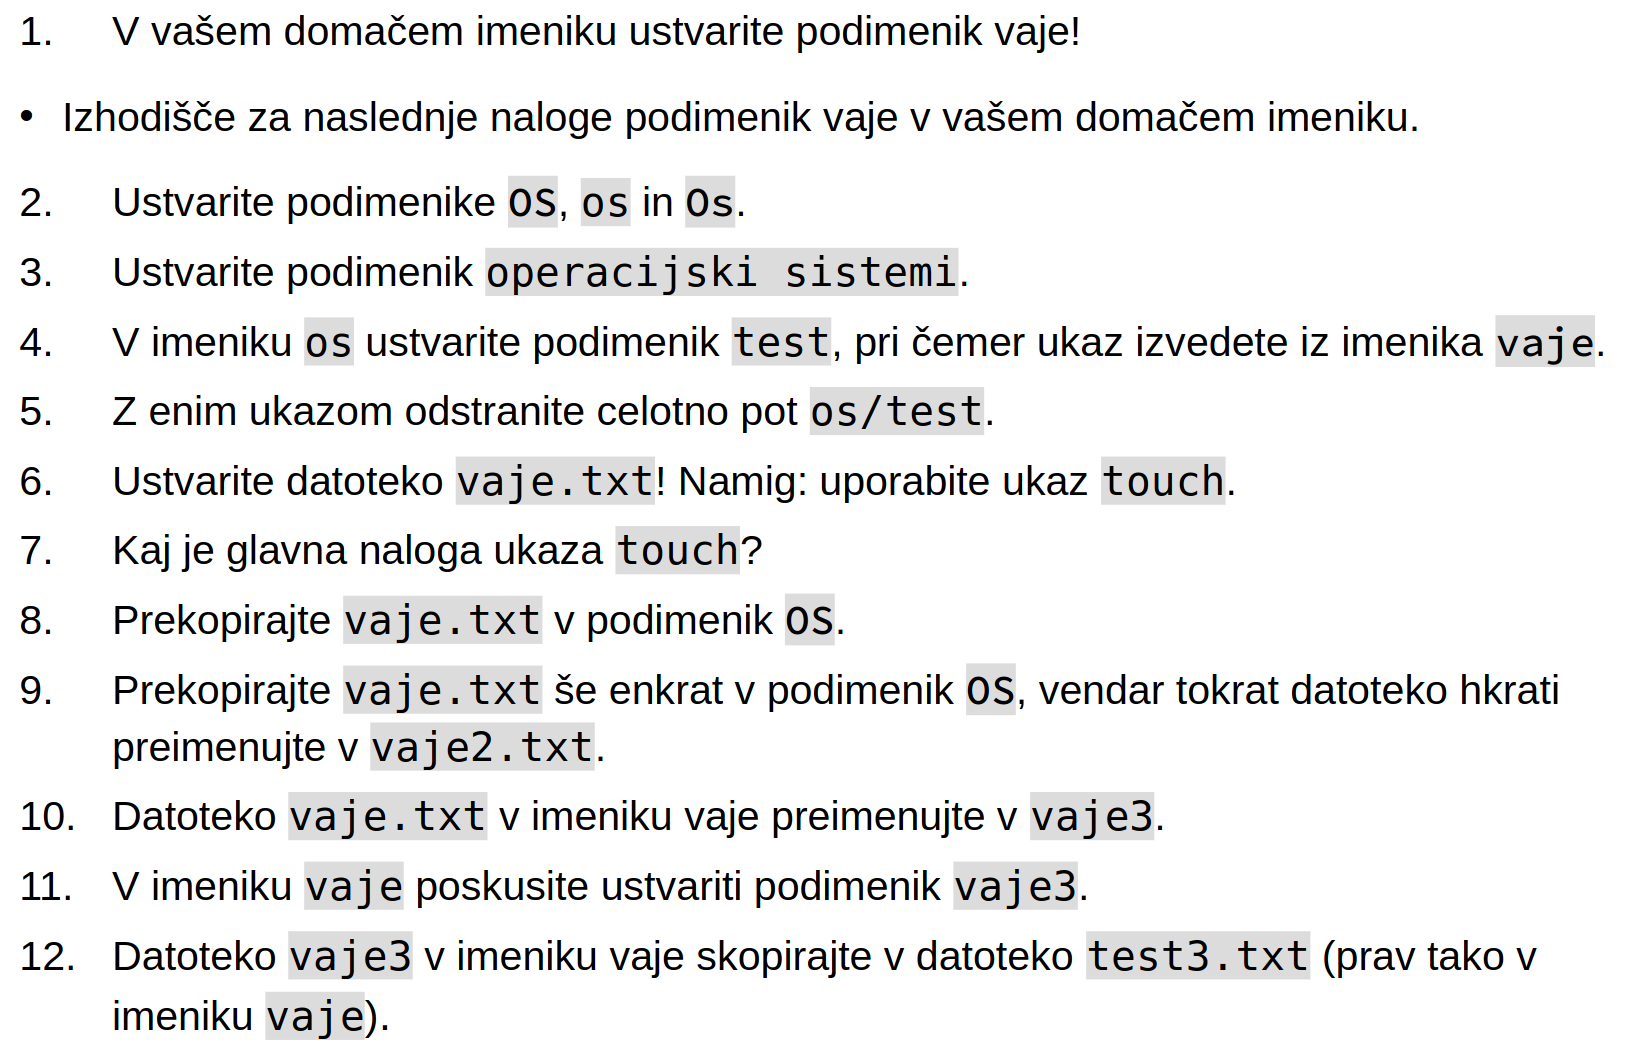 1. V vašem domačem imeniku ustvarite podimenik vaje!
• Izhodišče za naslednje naloge podimenik vaje v vašem domačem imeniku.
2. Ustvarite podimenike OS, os in Os.
3. Ustvarite podimenik operacijski sistemi.
4. V imeniku os ustvarite podimenik test, pri čemer ukaz izvedete iz imenika vaje.
5. Z enim ukazom odstranite celotno pot os/test.
6. Ustvarite datoteko vaje.txt! Namig: uporabite ukaz touch.
7. Kaj je glavna naloga ukaza touch?
8. Prekopirajte vaje.txt v podimenik OS.
9. Prekopirajte vaje.txt še enkrat v podimenik OS, vendar tokrat datoteko hkrati
preimenujte v vaje2.txt.
10. Datoteko vaje.txt v imeniku vaje preimenujte v vaje3.
11. V imeniku vaje poskusite ustvariti podimenik vaje3.
12. Datoteko vaje3 v imeniku vaje skopirajte v datoteko test3.txt (prav tako v
imeniku vaje).